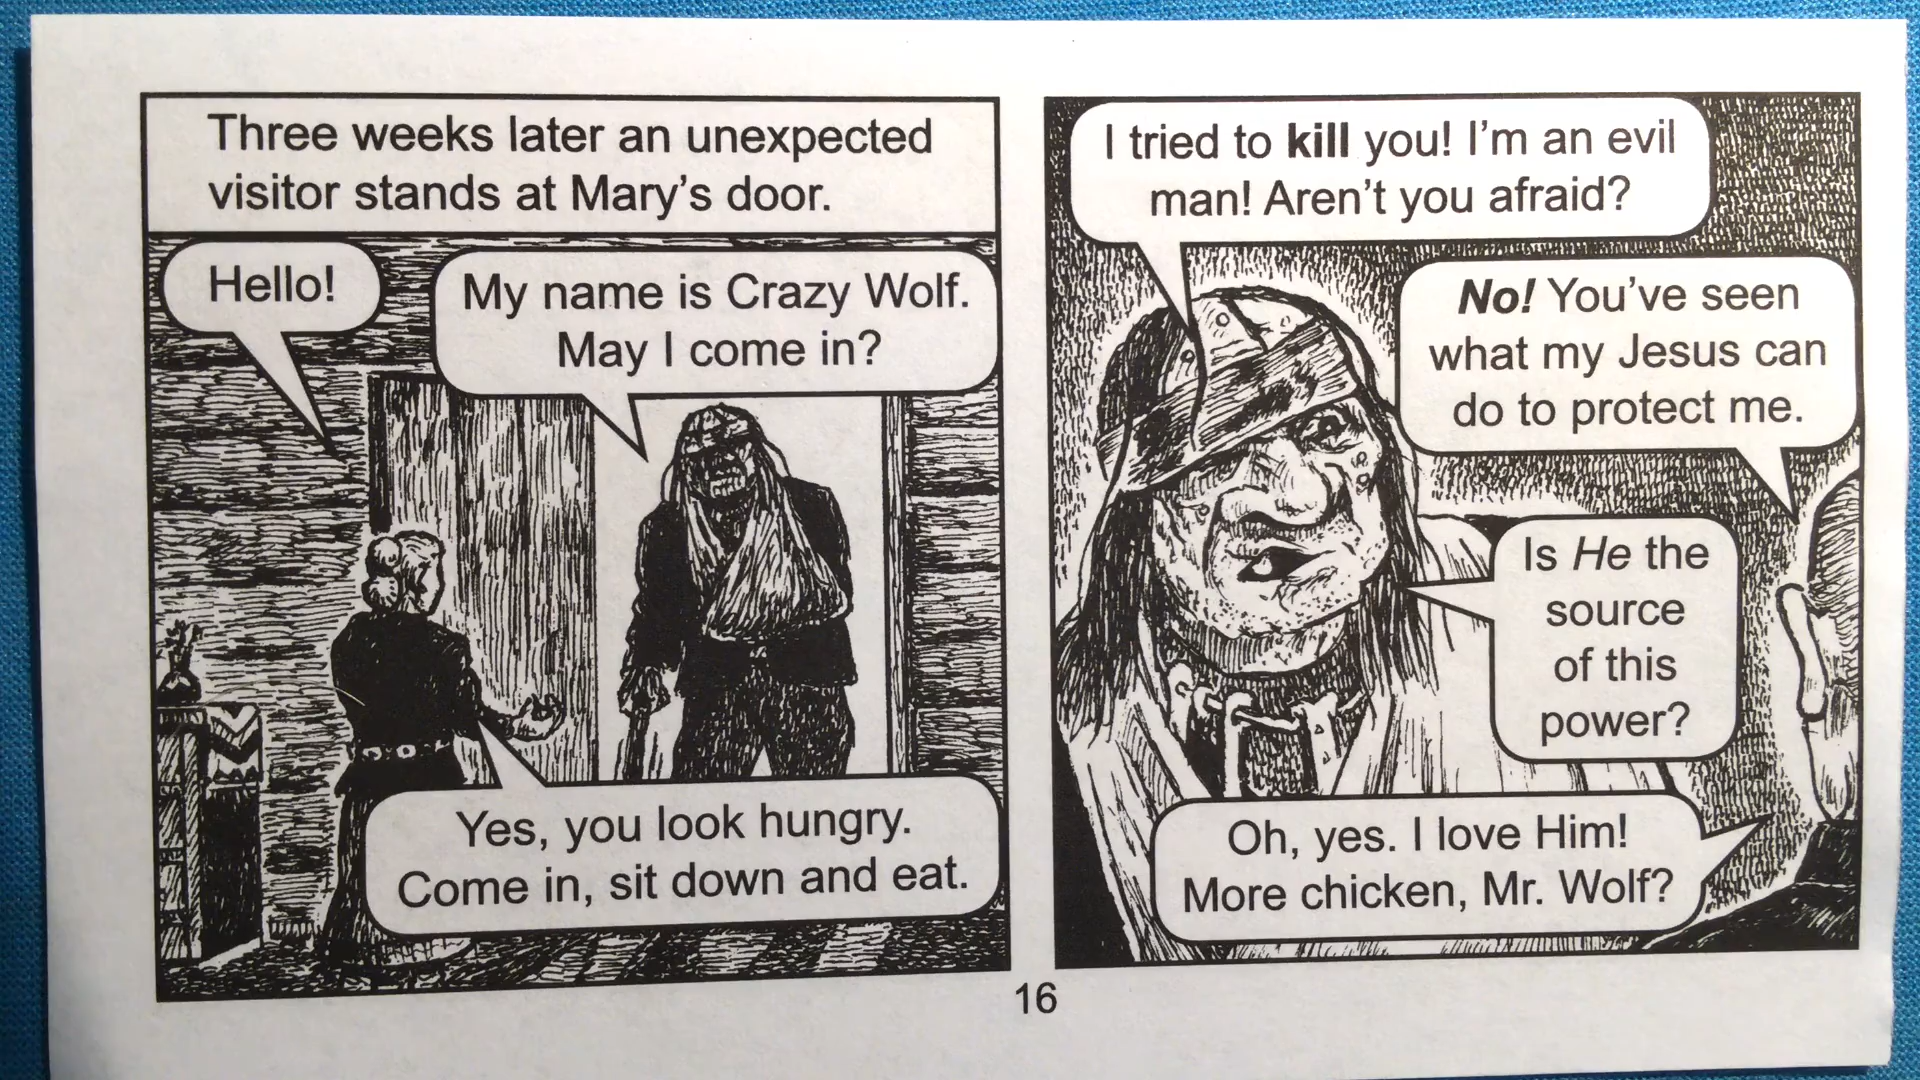 Three weeks later an unexpected
visitor stands at Mary's door.
Hello!
My name is Crazy Wolf.
May I come in?
Yes, you look hungry.
Come in, sit down and eat.
I tried to kill you! I'm an evil
man! Aren't you afraid?
No! You've seen
what my Jesus can
do to protect me.
Is He the
source
of this
power?
Oh, yes. I love Him!
More chicken, Mr. Wolf?
16